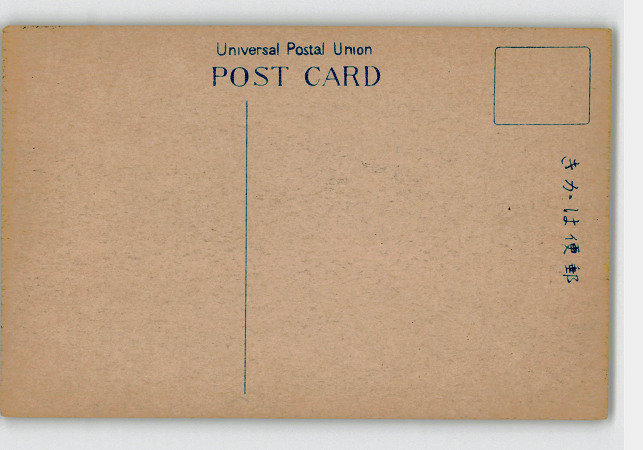 Universal Postal Union
POST CARD
郵便はがき